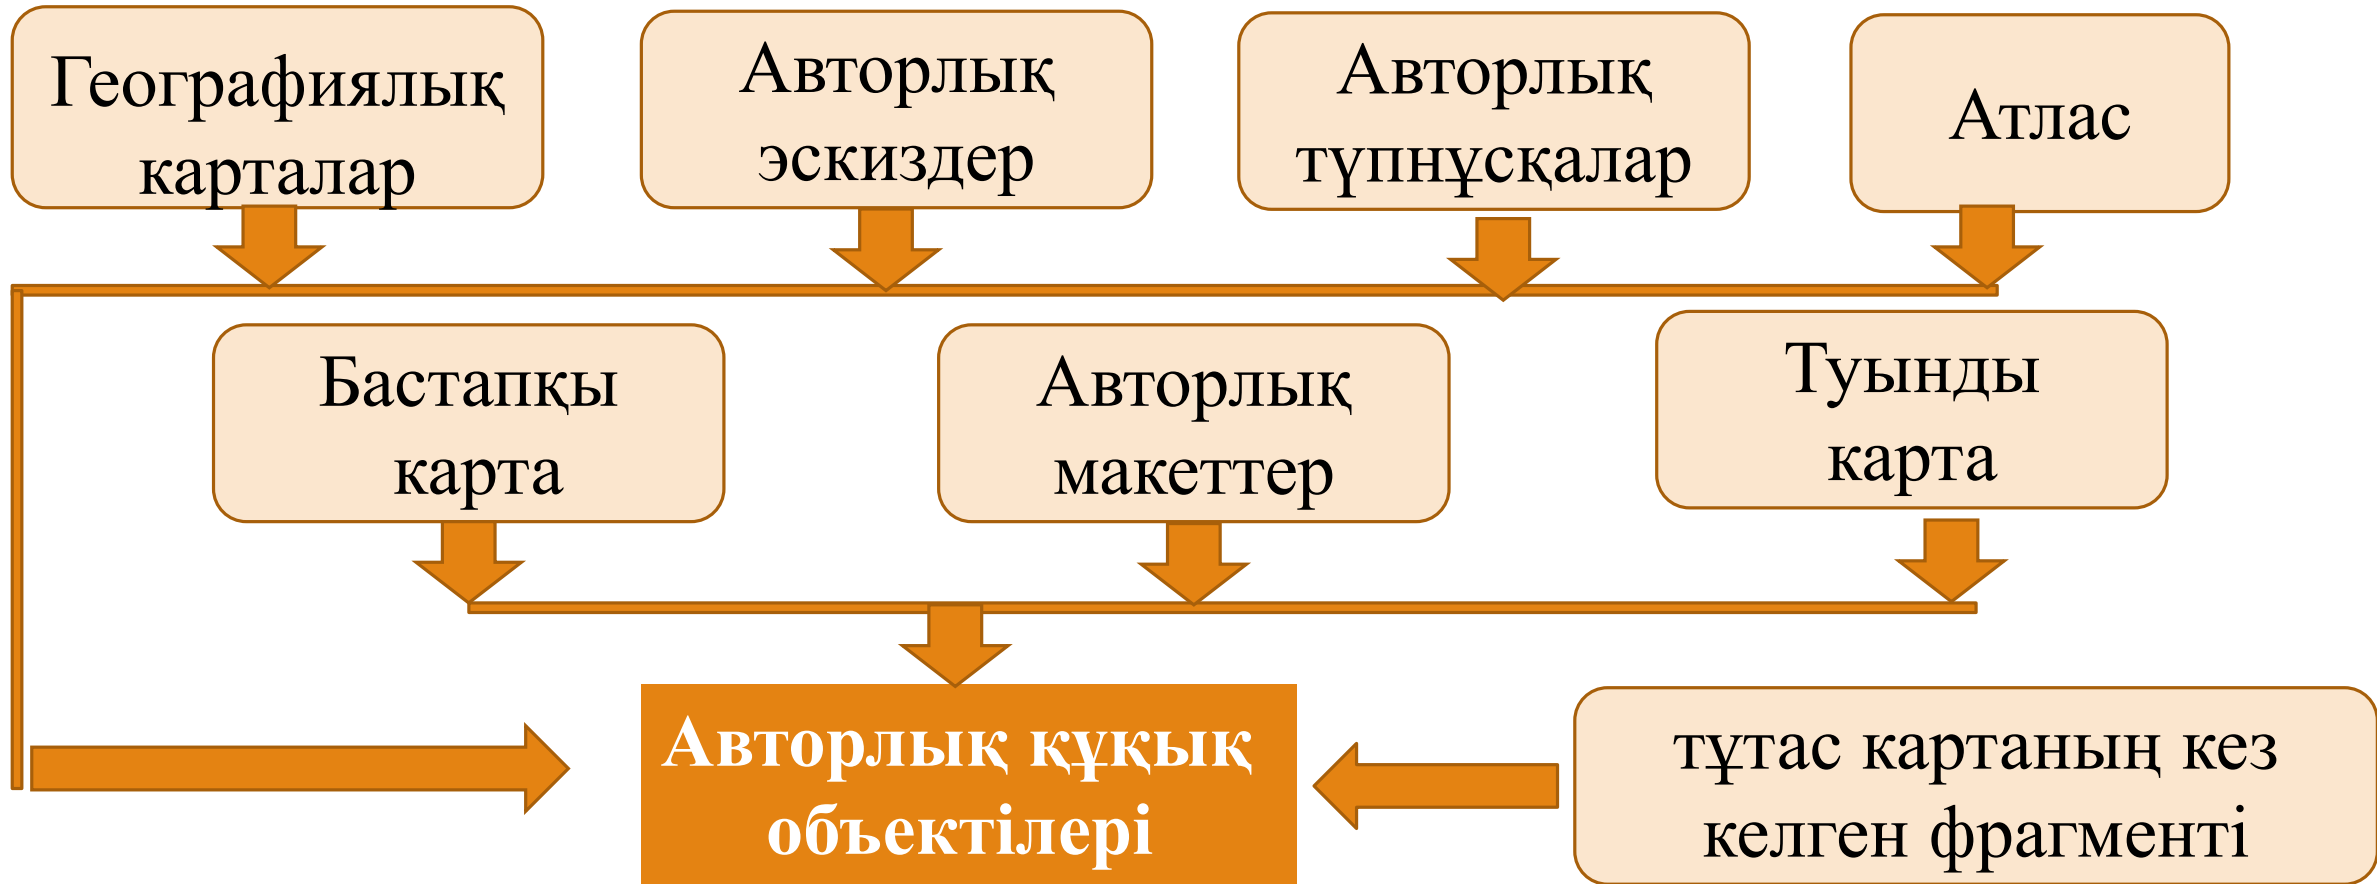 Географиялық
карталар
Авторлық
эскиздер
Авторлық
түпнұсқалар
Атлас
Бастапқы
карта
Авторлық
макеттер
Туынды
карта
Авторлық құқық
объектілері
тұтас картаның кез
келген фрагменті